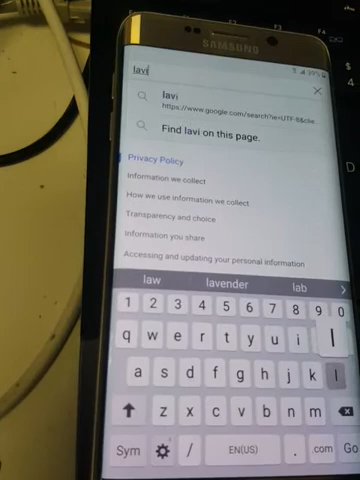 SAMSUNG
39%
lavi
lavi
https://www.google.com/search?ie=UTF-8&clie
Find lavi on this page.
Privacy Policy
Information we collect
How we use information we collect
Transparency and choice
Information you share
Accessing and updating your personal information
law lavender lab
1 2 3 4 5 6 7 8 9 0
q w e r t y u i l
a s d f g h j k l
z x c v b n m
Sym / EN(US) . .com Go
$
4
D